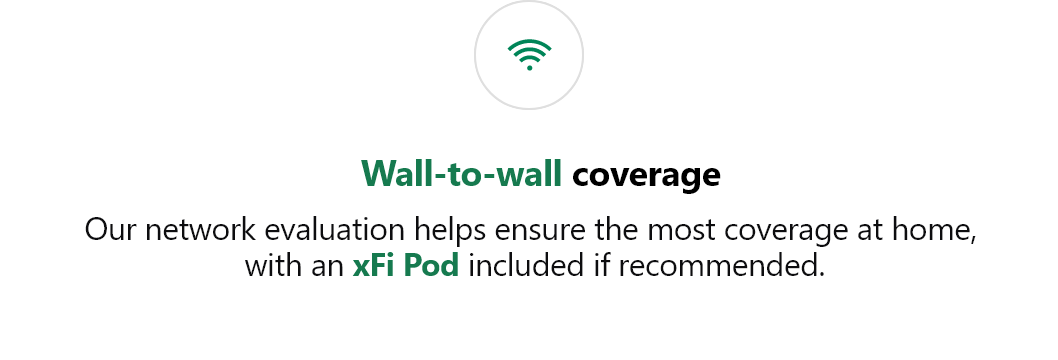 Wall-to-wall coverage
Our network evaluation helps ensure the most coverage at home,
with an xFi Pod included if recommended.